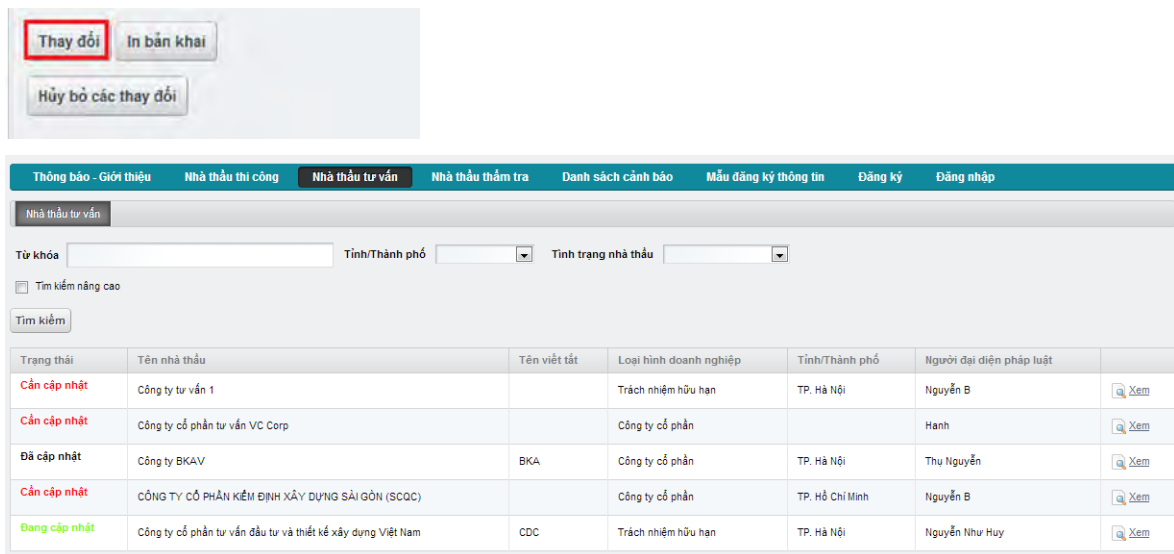 Thay đổi In bản khai
Hủy bỏ các thay đổi
Thông báo - Giới thiệu Nhà thầu thi công Nhà thầu tư vấn Nhà thầu thẩm tra Danh sách cảnh báo Mẫu đăng ký thông tin Đăng ký Đăng nhập
Nhà thầu tư vấn
Từ khóa Tỉnh/Thành phố Tình trạng nhà thầu
Tìm kiếm nâng cao
Tìm kiếm
Trạng thái Tên nhà thầu Tên viết tắt Loại hình doanh nghiệp Tỉnh/Thành phố Người đại diện pháp luật
Cần cập nhật Công ty tư vấn 1 Trách nhiệm hữu hạn TP. Hà Nội Nguyễn B Xem
Cần cập nhật Công ty cổ phần tư vấn VC Corp Công ty cổ phần Hanh Xem
Đã cập nhật Công ty BKAV BKA Công ty cổ phần TP. Hà Nội Thụ Nguyễn Xem
Cần cập nhật CÔNG TY CỔ PHẦN KIỂM ĐỊNH XÂY DỰNG SÀI GÒN (SCQC) Công ty cổ phần TP. Hồ Chí Minh Nguyễn B Xem
Đang cập nhật Công ty cổ phần tư vấn đầu tư và thiết kế xây dựng Việt Nam CDC Trách nhiệm hữu hạn TP. Hà Nội Nguyễn Như Huy Xem